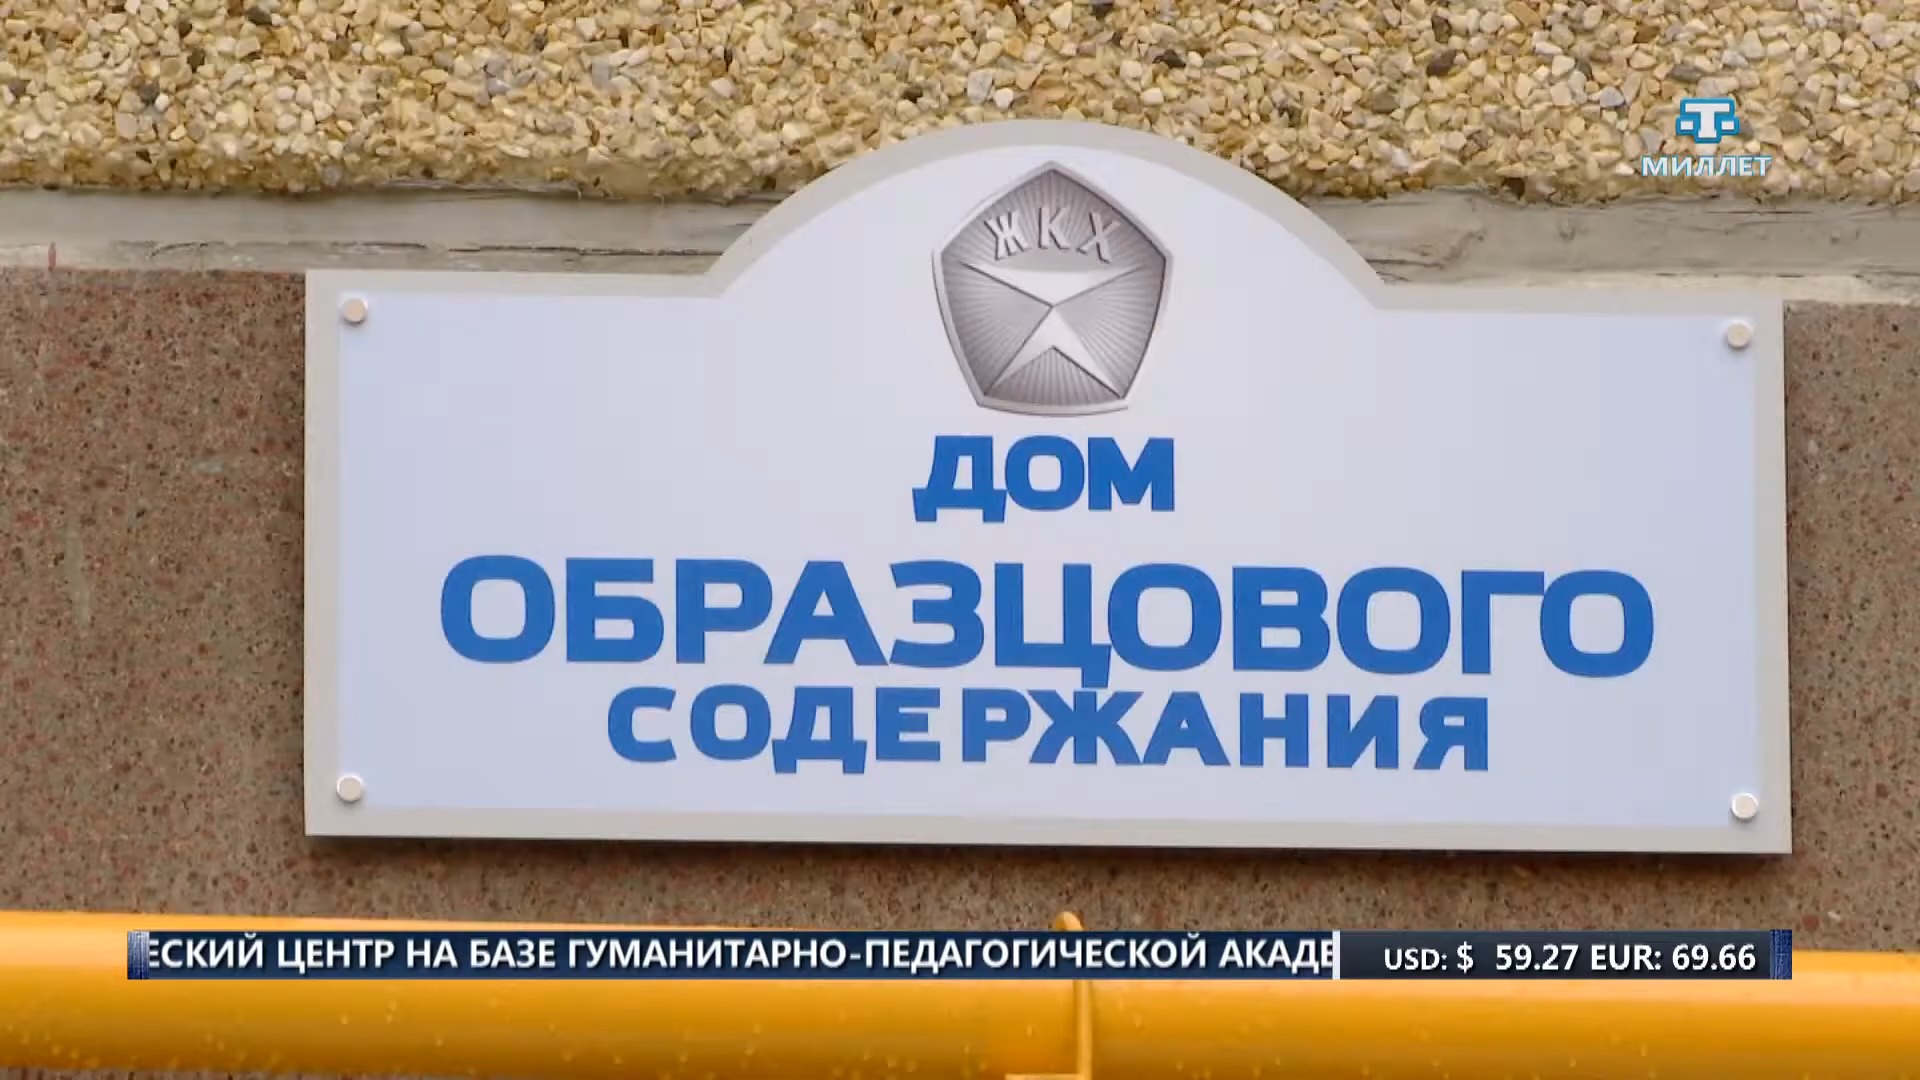 МИЛЛЕТ
ЖКХ
ДОМ
ОБРАЗЦОВОГО
СОДЕРЖАНИЯ
ЕСКИЙ ЦЕНТР НА БАЗЕ ГУМАНИТАРНО-ПЕДАГОГИЧЕСКОЙ АКАДЕ
USD: $ 59.27 EUR: 69.66